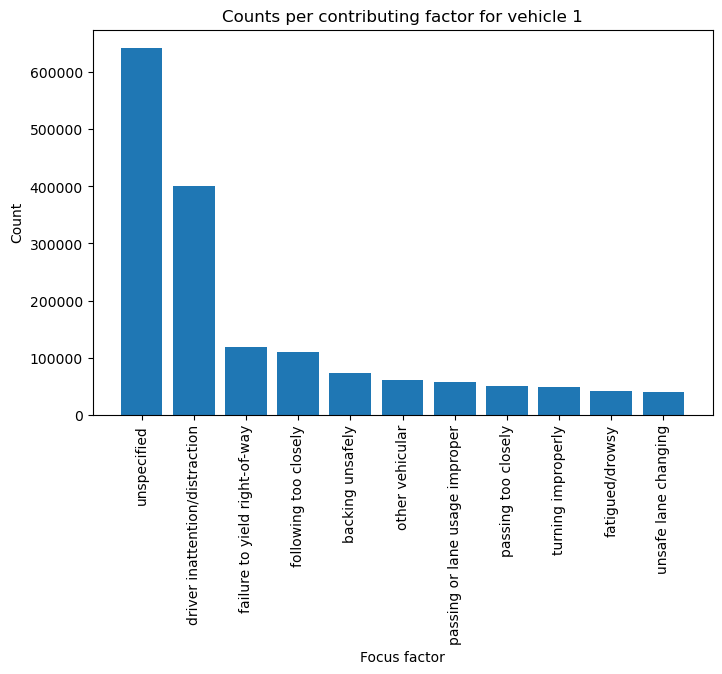 Counts per contributing factor for vehicle 1
Count
600000
500000
400000
300000
200000
100000
0
unspecified
driver inattention/distraction
failure to yield right-of-way
following too closely
backing unsafely
other vehicular
passing or lane usage improper
passing too closely
turning improperly
fatigued/drowsy
unsafe lane changing
Focus factor